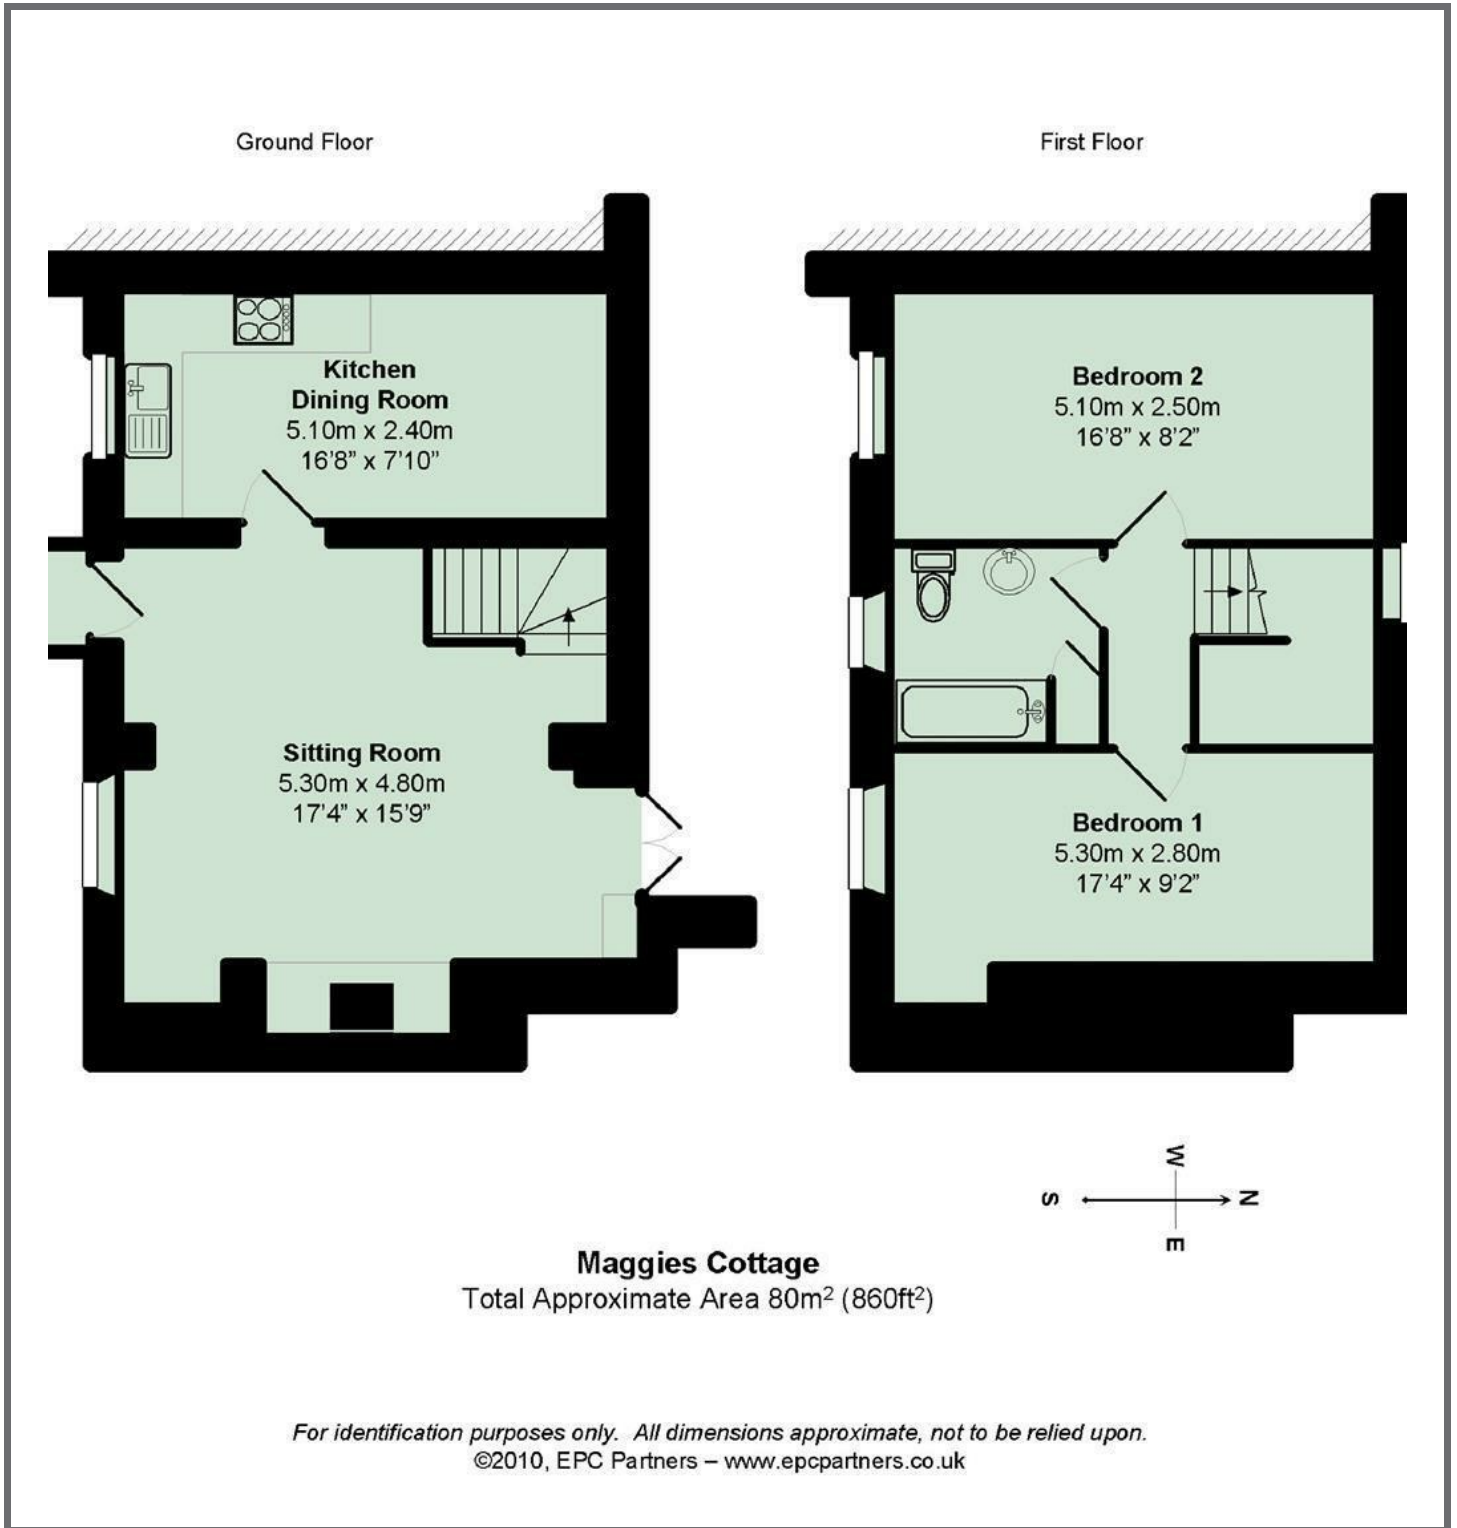 Ground Floor
First Floor
Kitchen
Dining Room
5.10m x 2.40m
16'8” x 7'10”
Bedroom 2
5.10m x 2.50m
16'8” x 8'2”
Sitting Room
5.30m x 4.80m
17'4” x 15'9”
Bedroom 1
5.30m x 2.80m
17'4” x 9'2”
W
S
N
E
Maggies Cottage
Total Approximate Area 80m² (860ft²)
For identification purposes only. All dimensions approximate, not to be relied upon.
©2010, EPC Partners – www.epcpartners.co.uk